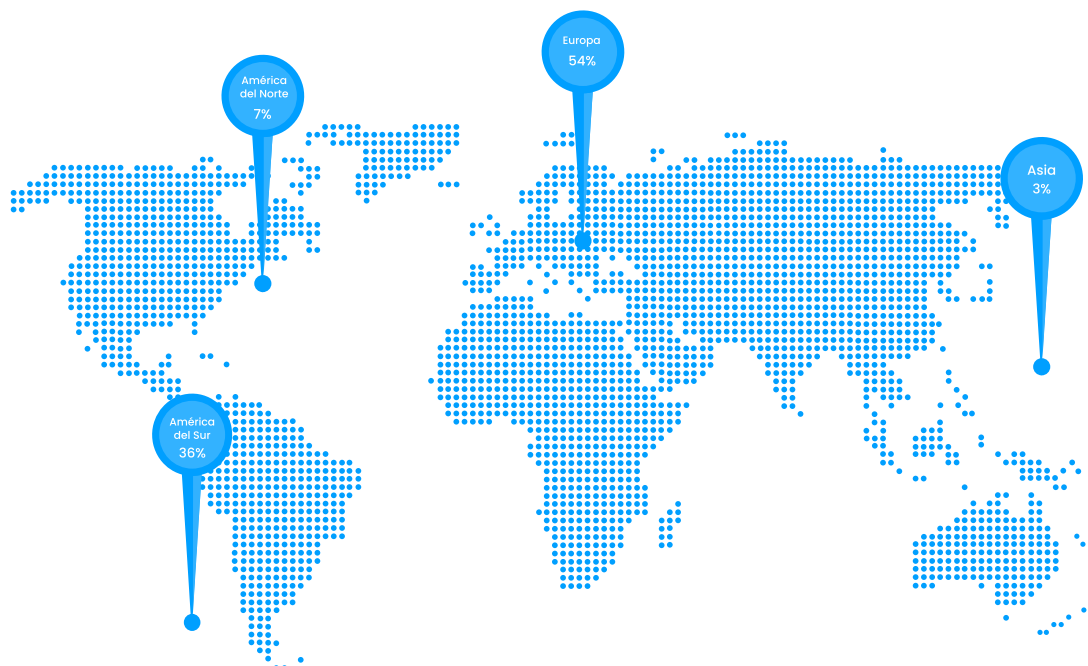 Europa
54%
América
del Norte
7%
Asia
3%
América
del Sur
36%